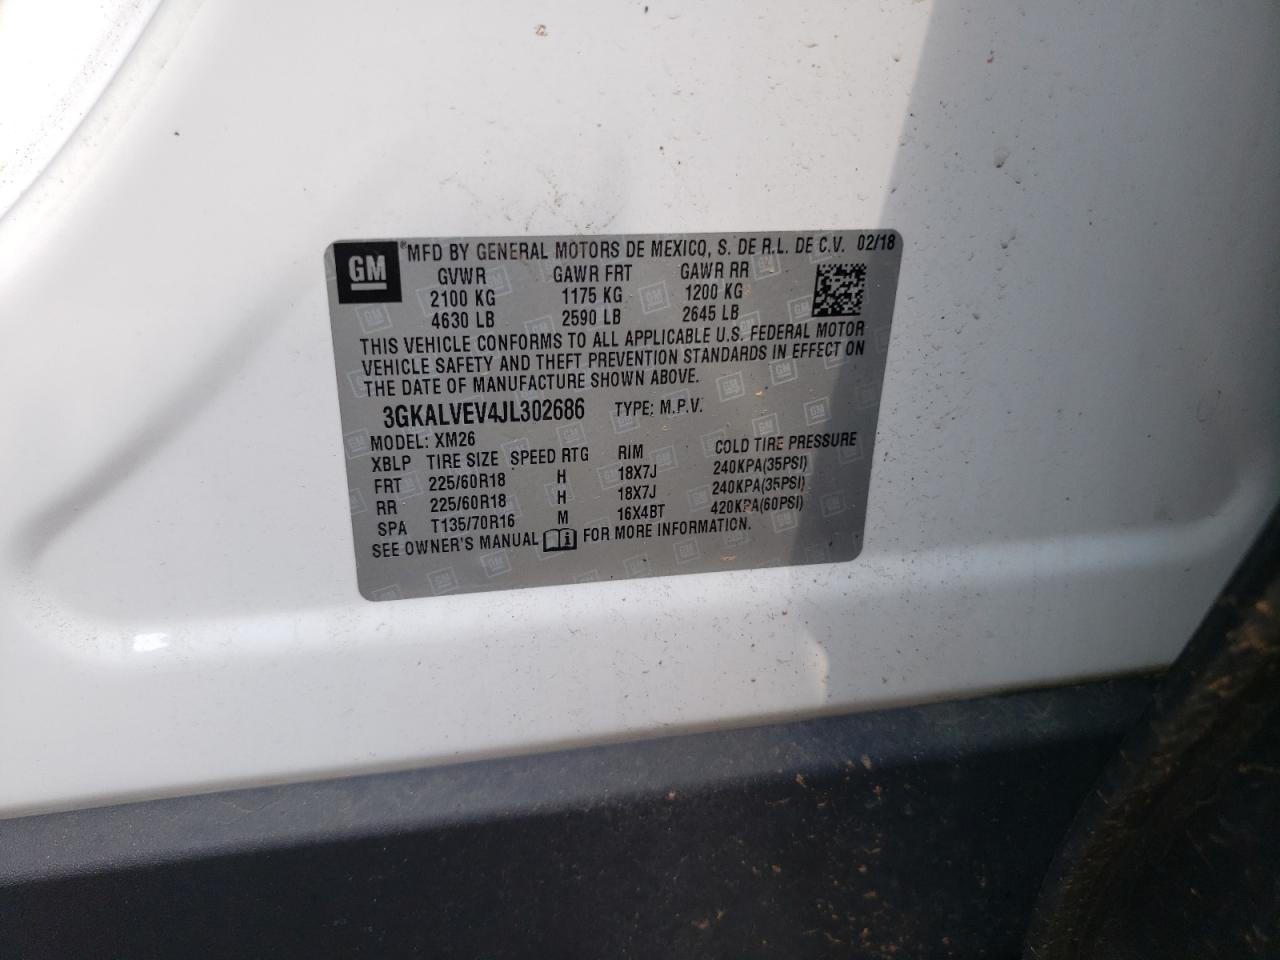 GM ®MFD BY GENERAL MOTORS DE MEXICO, S. DE R.L. DE C.V. 02/18
GVWR GAWR FRT GAWR RR
2100 KG 1175 KG 1200 KG
4630 LB 2590 LB 2645 LB
THIS VEHICLE CONFORMS TO ALL APPLICABLE U.S. FEDERAL MOTOR
VEHICLE SAFETY AND THEFT PREVENTION STANDARDS IN EFFECT ON
THE DATE OF MANUFACTURE SHOWN ABOVE.
3GKALVEV4JL302686 TYPE: M.P.V.
MODEL: XM26
XBLP TIRE SIZE SPEED RTG RIM COLD TIRE PRESSURE
FRT 225/60R18 H 18X7J 240KPA(35PSI)
RR 225/60R18 H 18X7J 240KPA(35PSI)
SPA T135/70R16 M 16X4BT 420KPA(60PSI)
SEE OWNER'S MANUAL FOR MORE INFORMATION.